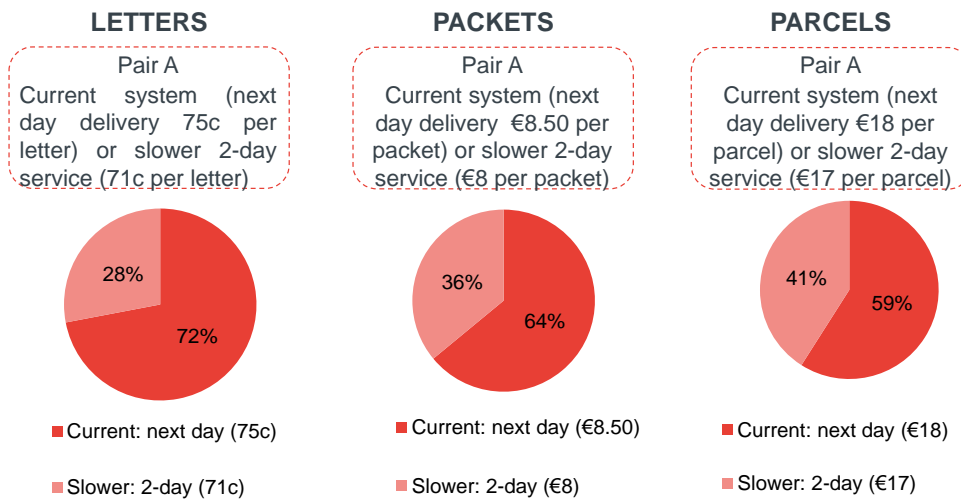 LETTERS
Pair A
Current system (next
day delivery 75c per
letter) or slower 2-day
service (71c per letter)
28%
72%
Current: next day (75c)
Slower: 2-day (71c)
PACKETS
Pair A
Current system (next
day delivery €8.50 per
packet) or slower 2-day
service (€8 per packet)
36%
64%
Current: next day (€8.50)
Slower: 2-day (€8)
PARCELS
Pair A
Current system (next
day delivery €18 per
parcel) or slower 2-day
service (€17 per parcel)
41%
59%
Current: next day (€18)
Slower: 2-day (€17)